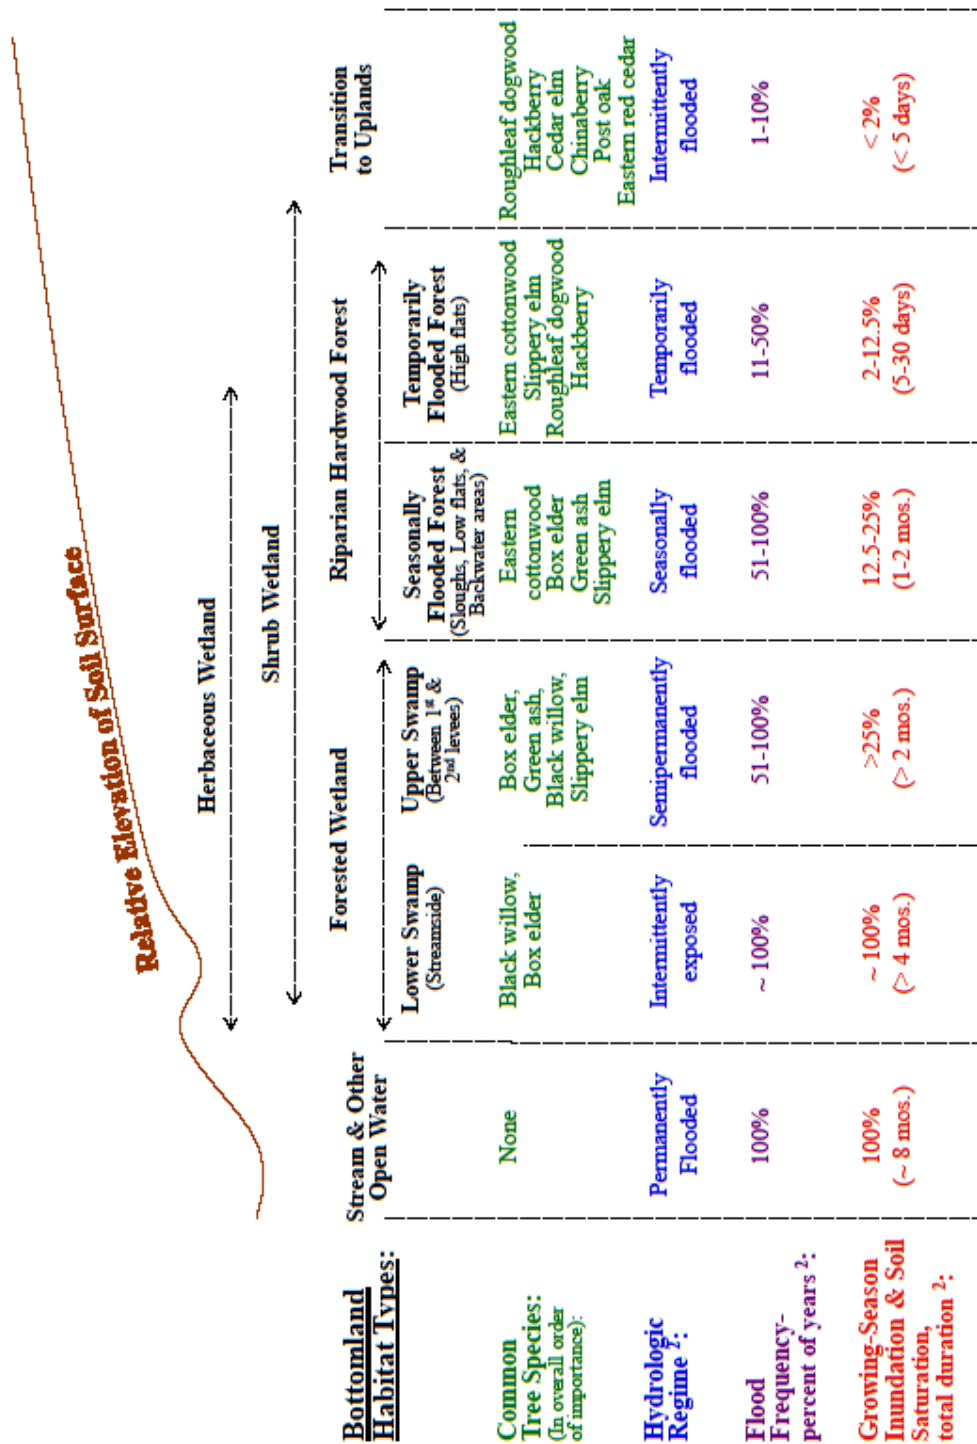 Relative Elevation of Soil Surface
Herbaceous Wetland
Shrub Wetland
Bottomland
Habitat Types:
Stream & Other
Open Water
Forested Wetland
Riparian Hardwood Forest
Transition
to Uplands
Lower Swamp
(Streamside)
Upper Swamp
(Between 1st &
2nd levees)
Seasonally
Flooded Forest
(Sloughs, Low flats, &
Backwater areas)
Temporarily
Flooded Forest
(High flats)
Common
Tree Species:
(In overall order
of importance):
None
Black willow,
Box elder
Box elder,
Green ash,
Black willow,
Slippery elm
Eastern
cottonwood
Box elder
Green ash
Slippery elm
Eastern cottonwood
Slippery elm
Roughleaf dogwood
Hackberry
Roughleaf dogwood
Hackberry
Cedar elm
Chinaberry
Post oak
Eastern red cedar
Hydrologic
Regime 2:
Permanently
Flooded
Intermittently
exposed
Semipermanently
flooded
Seasonally
flooded
Temporarily
flooded
Intermittently
flooded
Flood
Frequency-
percent of years 2:
100%
~ 100%
51-100%
51-100%
11-50%
1-10%
Growing-Season
Inundation & Soil
Saturation,
total duration 2:
100%
(~ 8 mos.)
~ 100%
(> 4 mos.)
>25%
(> 2 mos.)
12.5-25%
(1-2 mos.)
2-12.5%
(5-30 days)
< 2%
(< 5 days)